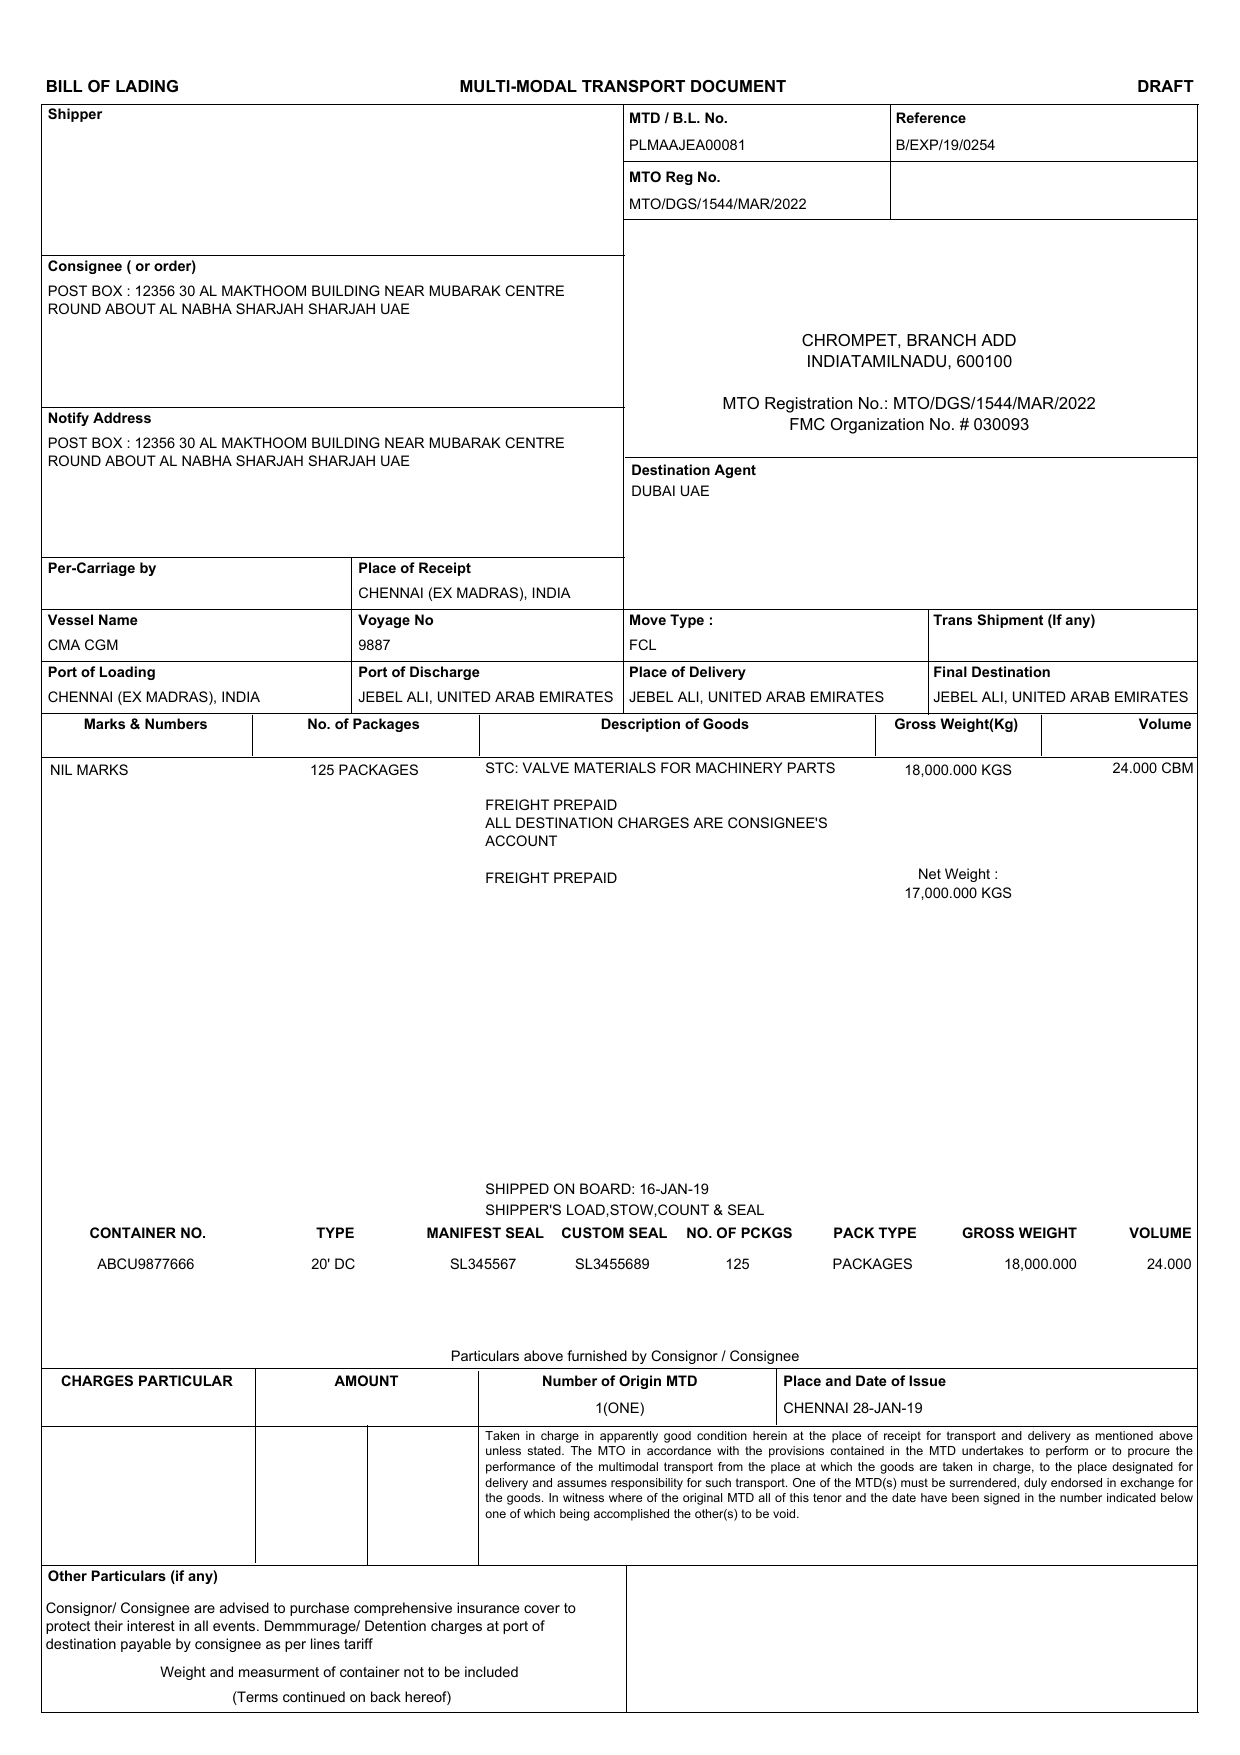 BILL OF LADING
MULTI-MODAL TRANSPORT DOCUMENT
DRAFT
Shipper
MTD / B.L. No.
PLMAAJEA00081
Reference
B/EXP/19/0254
MTO Reg No.
MTO/DGS/1544/MAR/2022
Consignee ( or order)
POST BOX : 12356 30 AL MAKTHOOM BUILDING NEAR MUBARAK CENTRE
ROUND ABOUT AL NABHA SHARJAH SHARJAH UAE
CHROMPET, BRANCH ADD
INDIATAMILNADU, 600100
MTO Registration No.: MTO/DGS/1544/MAR/2022
FMC Organization No. # 030093
Notify Address
POST BOX : 12356 30 AL MAKTHOOM BUILDING NEAR MUBARAK CENTRE
ROUND ABOUT AL NABHA SHARJAH SHARJAH UAE
Destination Agent
DUBAI UAE
Per-Carriage by
Place of Receipt
CHENNAI (EX MADRAS), INDIA
Vessel Name
CMA CGM
Voyage No
9887
Move Type :
FCL
Trans Shipment (If any)
Port of Loading
CHENNAI (EX MADRAS), INDIA
Port of Discharge
JEBEL ALI, UNITED ARAB EMIRATES
Place of Delivery
JEBEL ALI, UNITED ARAB EMIRATES
Final Destination
JEBEL ALI, UNITED ARAB EMIRATES
Marks & Numbers
No. of Packages
Description of Goods
Gross Weight(Kg)
Volume
NIL MARKS
125 PACKAGES
STC: VALVE MATERIALS FOR MACHINERY PARTS
18,000.000 KGS
24.000 CBM
FREIGHT PREPAID
ALL DESTINATION CHARGES ARE CONSIGNEE'S
ACCOUNT
FREIGHT PREPAID
Net Weight :
17,000.000 KGS
SHIPPED ON BOARD: 16-JAN-19
SHIPPER'S LOAD,STOW,COUNT & SEAL
CONTAINER NO. TYPE MANIFEST SEAL CUSTOM SEAL NO. OF PCKGS PACK TYPE GROSS WEIGHT VOLUME
ABCU9877666 20' DC SL345567 SL3455689 125 PACKAGES 18,000.000 24.000
Particulars above furnished by Consignor / Consignee
CHARGES PARTICULAR
AMOUNT
Number of Origin MTD
1(ONE)
Place and Date of Issue
CHENNAI 28-JAN-19
Taken in charge in apparently good condition herein at the place of receipt for transport and delivery as mentioned above
unless stated. The MTO in accordance with the provisions contained in the MTD undertakes to perform or to procure the
performance of the multimodal transport from the place at which the goods are taken in charge, to the place designated for
delivery and assumes responsibility for such transport. One of the MTD(s) must be surrendered, duly endorsed in exchange for
the goods. In witness where of the original MTD all of this tenor and the date have been signed in the number indicated below
one of which being accomplished the other(s) to be void.
Other Particulars (if any)
Consignor/ Consignee are advised to purchase comprehensive insurance cover to
protect their interest in all events. Demmmurage/ Detention charges at port of
destination payable by consignee as per lines tariff
Weight and measurment of container not to be included
(Terms continued on back hereof)